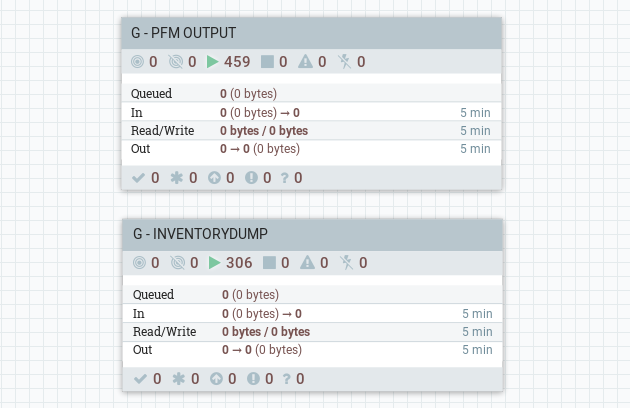 G - PFM OUTPUT
0 0 459 0 0 0
Queued 0 (0 bytes)
In 0 (0 bytes) → 0 5 min
Read/Write 0 bytes / 0 bytes 5 min
Out 0 → 0 (0 bytes) 5 min
0 0 0 0 ? 0
G - INVENTORYDUMP
0 0 306 0 0 0
Queued 0 (0 bytes)
In 0 (0 bytes) → 0 5 min
Read/Write 0 bytes / 0 bytes 5 min
Out 0 → 0 (0 bytes) 5 min
0 0 0 0 ? 0